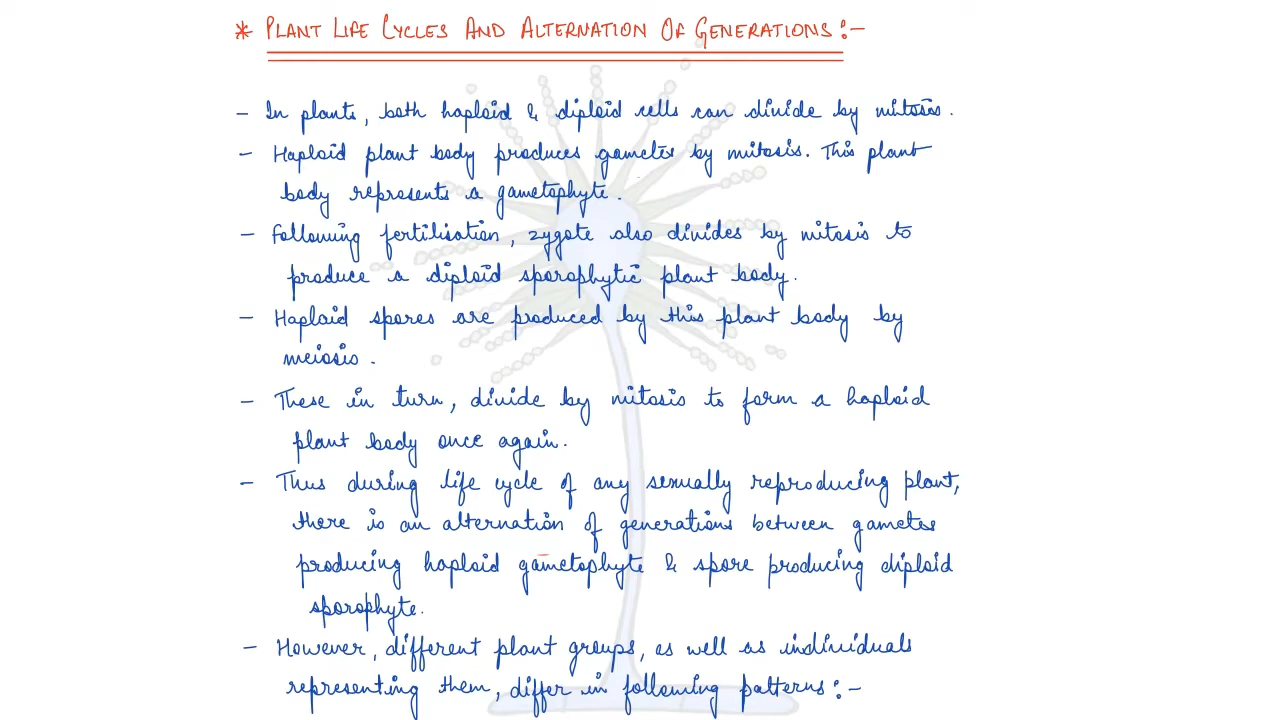 * PLANT LIFE CYCLES AND ALTERNATION OF GENERATIONS:-
- In plants, both haploid & diploid cells can divide by mitosis.
- Haploid plant body produces gametes by mitosis. This plant
body represents a gametophyte.
- Following fertilisation, zygote also divides by mitosis to
produce a diploid sporophytic plant body.
- Haploid spores are produced by this plant body by
meiosis.
- These in turn, divide by mitosis to form a haploid
plant body once again.
- Thus during life cycle of any sexually reproducing plant,
there is an alternation of generations between gametes
producing haploid gametophyte & spore producing diploid
sporophyte.
- However, different plant groups, as well as individuals
representing them, differ in following patterns:-